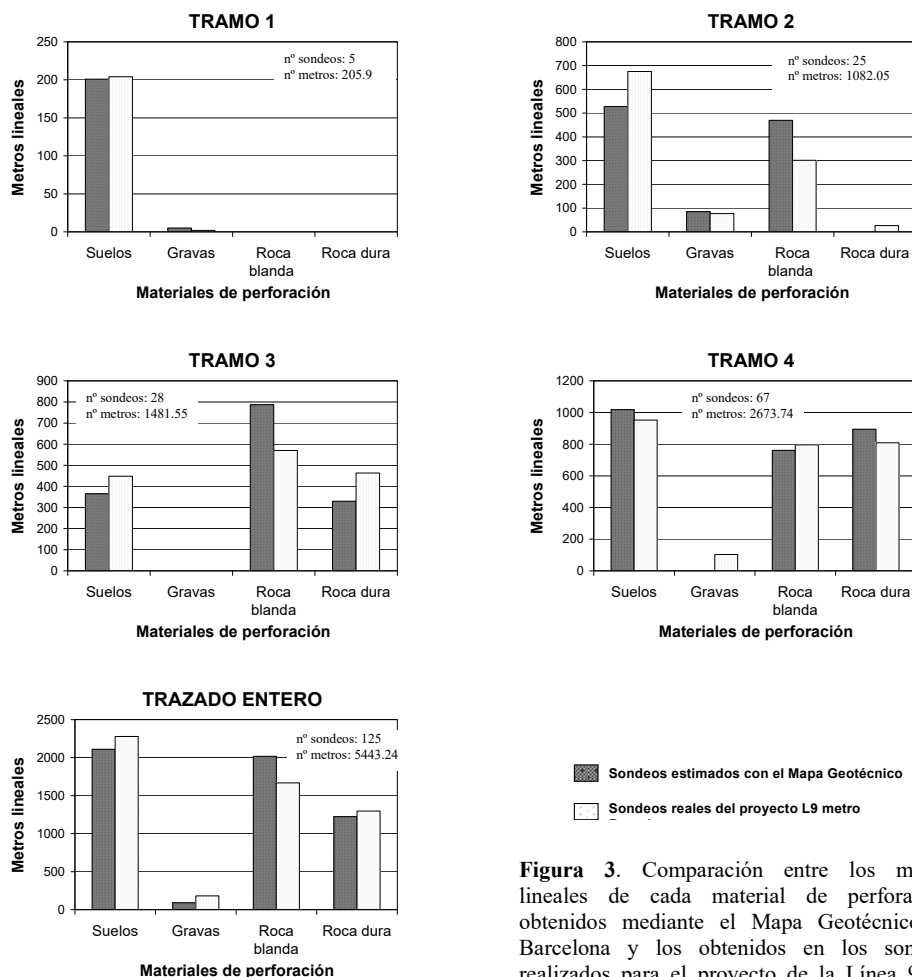 TRAMO 1
250
200
150
100
50
0
Metros lineales
nº sondeos: 5
nº metros: 205.9
Suelos Gravas Roca blanda Roca dura
Materiales de perforación
TRAMO 2
800
700
600
500
400
300
200
100
0
Metros lineales
nº sondeos: 25
nº metros: 1082.05
Suelos Gravas Roca blanda Roca dura
Materiales de perforación
TRAMO 3
900
800
700
600
500
400
300
200
100
0
Metros lineales
nº sondeos: 28
nº metros: 1481.55
Suelos Gravas Roca blanda Roca dura
Materiales de perforación
TRAMO 4
1200
1000
800
600
400
200
0
Metros lineales
nº sondeos: 67
nº metros: 2673.74
Suelos Gravas Roca blanda Roca dura
Materiales de perforación
TRAZADO ENTERO
2500
2000
1500
1000
500
0
Metros lineales
nº sondeos: 125
nº metros: 5443.24
Suelos Gravas Roca blanda Roca dura
Materiales de perforación
Sondeos estimados con el Mapa Geotécnico
Sondeos reales del proyecto L9 metro
Figura 3. Comparación entre los
lineales de cada material de
obtenidos mediante el Mapa Geotécnico
Barcelona y los obtenidos en los
realizados para el proyecto de la Línea